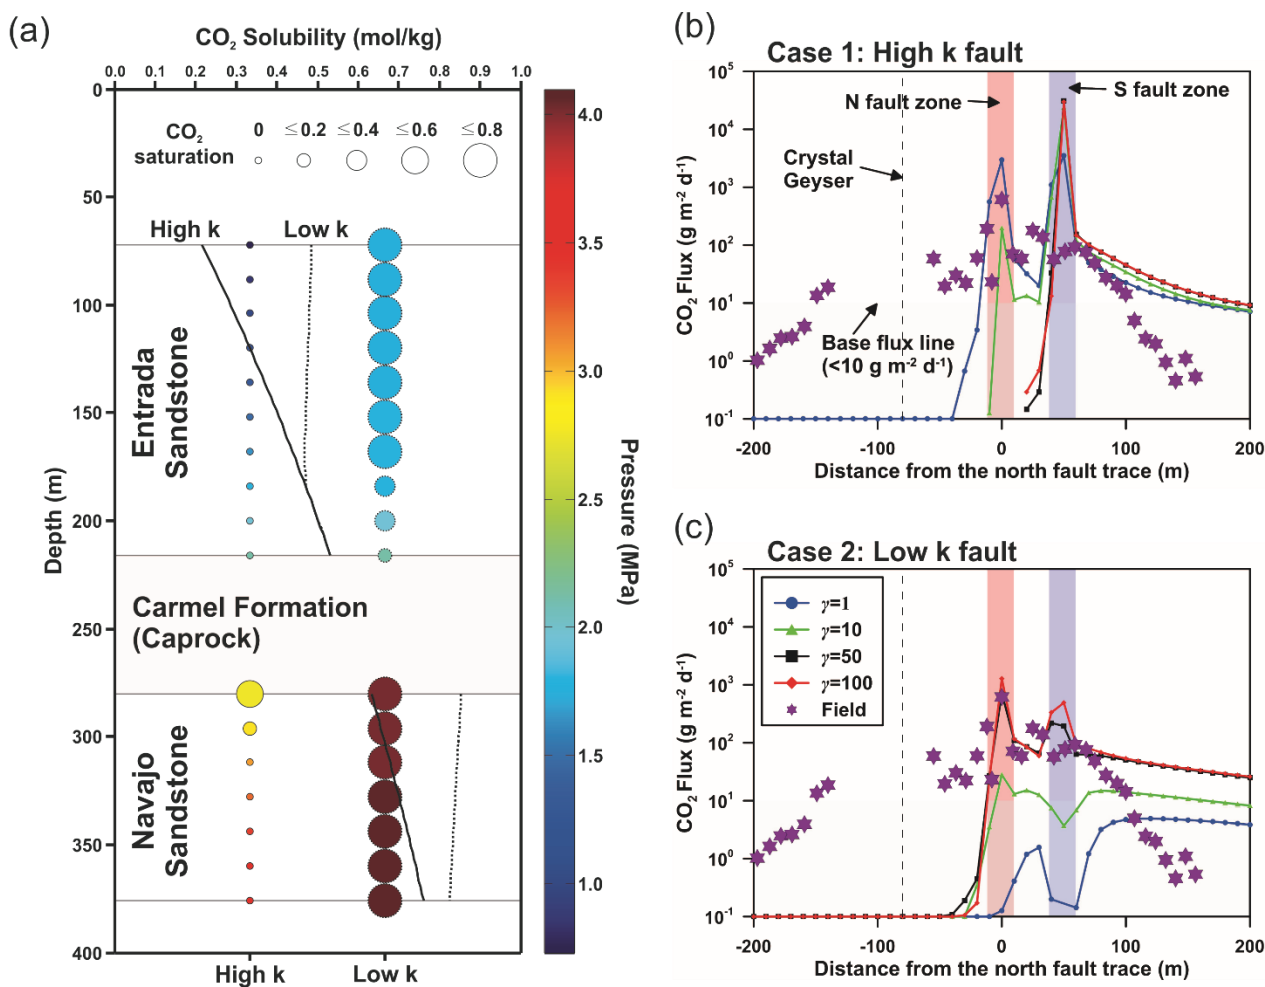 (a)
CO2 Solubility (mol/kg)
0.0 0.1 0.2 0.3 0.4 0.5 0.6 0.7 0.8 0.9 1.0
0
50
100
150
200
250
300
350
400
Depth (m)
CO2 saturation
0 ≤0.2 ≤0.4 ≤0.6 ≤0.8
High k
Low k
Entrada
Sandstone
Carmel Formation
(Caprock)
Navajo
Sandstone
High k
Low k
4.0
3.5
3.0
2.5
2.0
1.5
1.0
Pressure (MPa)
(b)
Case 1: High k fault
10^5
10^4
10^3
10^2
10^1
10^0
10^-1
CO2 Flux (g m^-2 d^-1)
N fault zone
S fault zone
Crystal
Geyser
Base flux line
(<10 g m^-2 d^-1)
-200 -100 0 100 200
Distance from the north fault trace (m)
(c)
Case 2: Low k fault
10^5
10^4
10^3
10^2
10^1
10^0
10^-1
CO2 Flux (g m^-2 d^-1)
γ=1
γ=10
γ=50
γ=100
Field
-200 -100 0 100 200
Distance from the north fault trace (m)